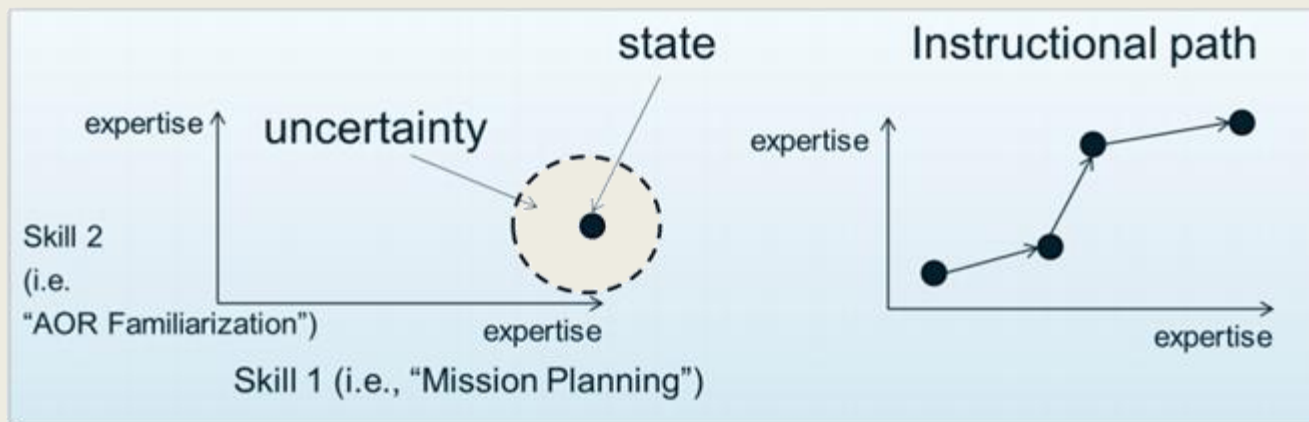 state
Instructional path
expertise
uncertainty
expertise
Skill 2
(i.e.
“AOR Familiarization”)
expertise
expertise
Skill 1 (i.e., “Mission Planning”)